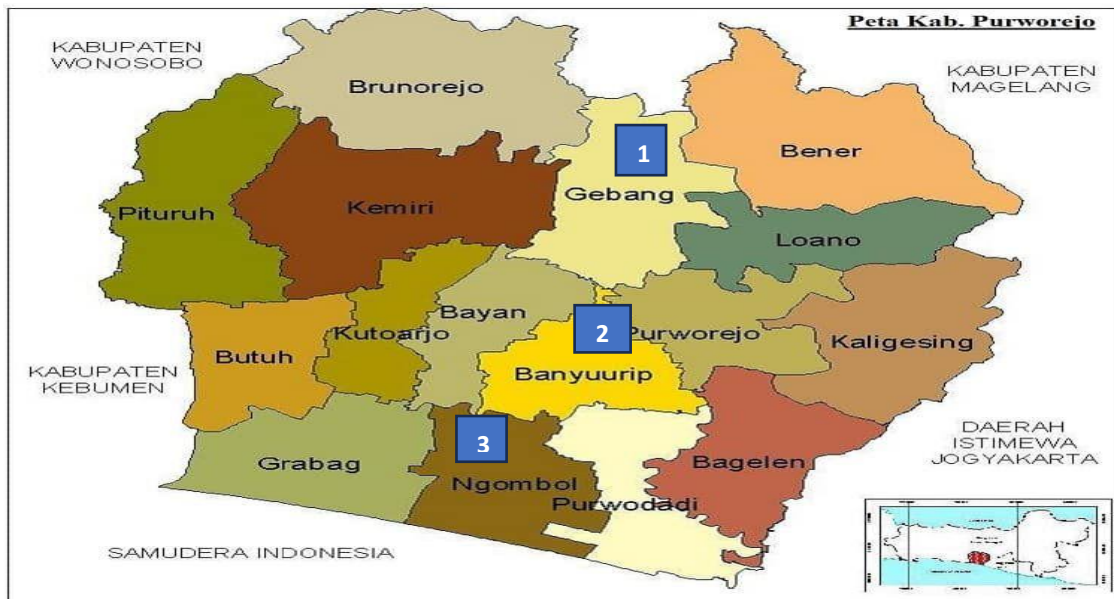 Peta Kab. Purworejo
KABUPATEN
WONOSOBO
KABUPATEN
MAGELANG
Brunorejo
1
Bener
Gebang
Pituruh
Kemiri
Loano
Bayan
2
Kutoarjo
Purworejo
Kaligesing
Butuh
Banyuurip
KABUPATEN
KEBUMEN
3
DAERAH
ISTIMEWA
JOGYAKARTA
Grabag
Ngombol
Bagelen
Purwodadi
SAMUDERA INDONESIA